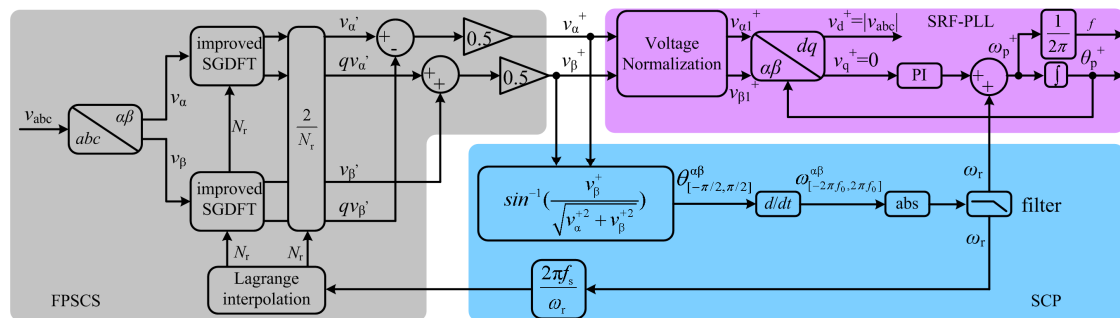 v_abc
αβ
abc
v_α
v_β
improved
SGDFT
N_r
improved
SGDFT
N_r
N_r
2
N_r
Lagrange
interpolation
FPSCS
v_α'
qv_α'
v_β'
qv_β'
+
-
+
+
0.5
0.5
v_α^+
v_β^+
Voltage
Normalization
v_α1^+
v_β1^+
dq
αβ
v_d^+=|v_abc|
v_q^+=0
SRF-PLL
PI
+
+
ω_p^+
1
2π
f
∫
θ_p^+
sin^-1(v_β^+/√(v_α^+2+v_β^+2))
θ^αβ_[-π/2,π/2]
d/dt
ω^αβ_[-2πf_0,2πf_0]
abs
ω_r
filter
ω_r
2πf_s
ω_r
SCP